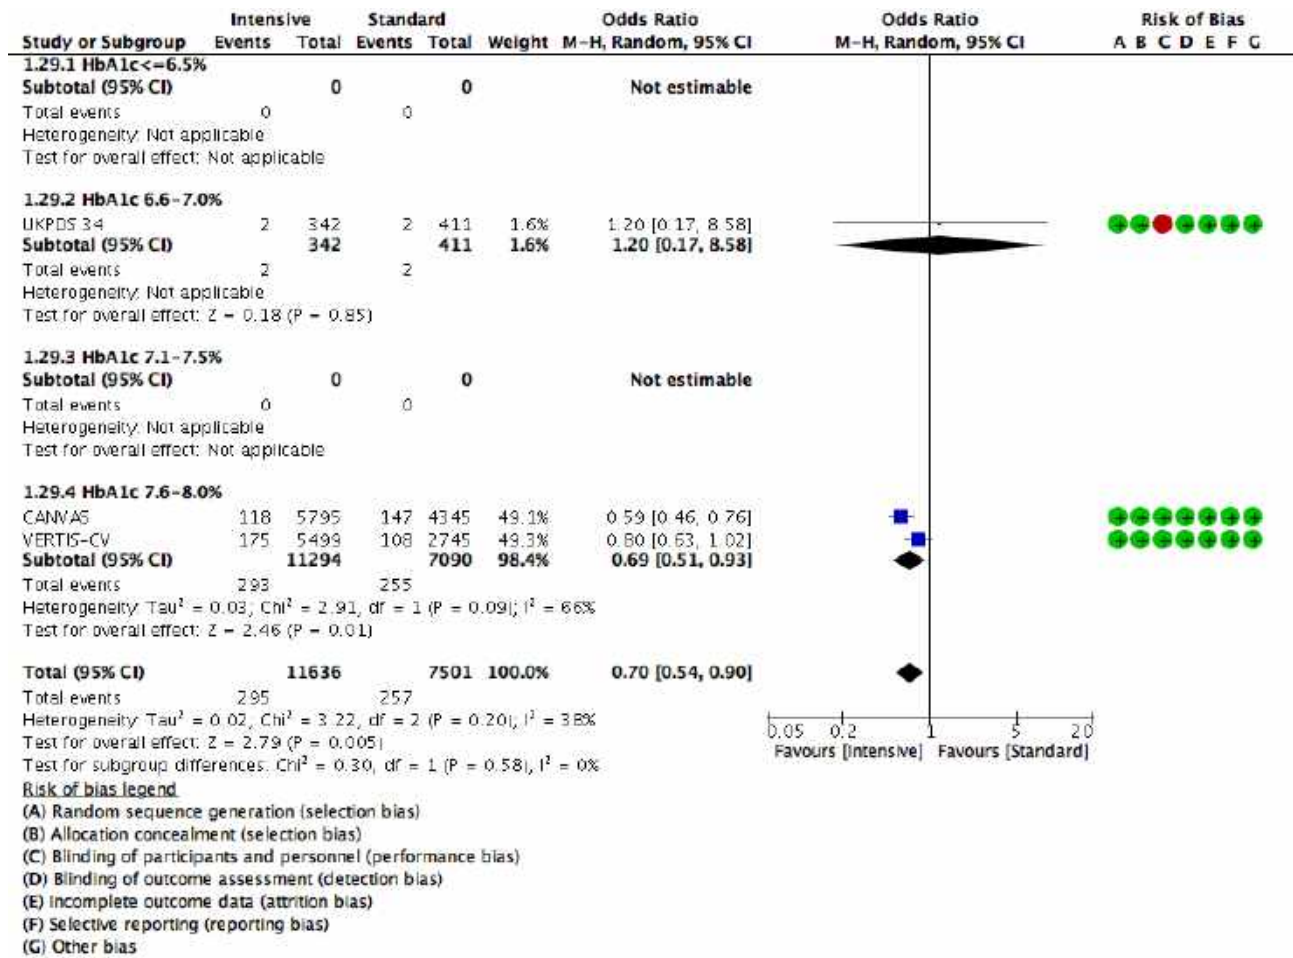 Intensive Standard Odds Ratio Odds Ratio Risk of Bias
Study or Subgroup Events Total Events Total Weight M-H, Random, 95% CI M-H, Random, 95% CI A B C D E F G
1.29.1 HbA1c<=6.5%
Subtotal (95% CI) 0 0 Not estimable
Total events 0 0
Heterogeneity: Not applicable
Test for overall effect: Not applicable
1.29.2 HbA1c 6.6-7.0%
UKPDS 34 2 342 2 411 1.6% 1.20 [0.17, 8.58]
Subtotal (95% CI) 342 411 1.6% 1.20 [0.17, 8.58]
Total events 2 2
Heterogeneity: Not applicable
Test for overall effect: Z = 0.18 (P = 0.85)
1.29.3 HbA1c 7.1-7.5%
Subtotal (95% CI) 0 0 Not estimable
Total events 0 0
Heterogeneity: Not applicable
Test for overall effect: Not applicable
1.29.4 HbA1c 7.6-8.0%
CANVAS 118 5795 147 4345 49.1% 0.59 [0.46, 0.76]
VERTIS-CV 175 5499 108 2745 49.3% 0.80 [0.63, 1.02]
Subtotal (95% CI) 11294 7090 98.4% 0.69 [0.51, 0.93]
Total events 293 255
Heterogeneity: Tau² = 0.03; Chi² = 2.91, df = 1 (P = 0.09); I² = 66%
Test for overall effect: Z = 2.46 (P = 0.01)
Total (95% CI) 11636 7501 100.0% 0.70 [0.54, 0.90]
Total events 295 257
Heterogeneity: Tau² = 0.02; Chi² = 3.22, df = 2 (P = 0.20); I² = 38%
Test for overall effect: Z = 2.79 (P = 0.005)
Test for subgroup differences: Chi² = 0.30, df = 1 (P = 0.58), I² = 0%
0.05 0.2 1 5 20
Favours [Intensive] Favours [Standard]
Risk of bias legend
(A) Random sequence generation (selection bias)
(B) Allocation concealment (selection bias)
(C) Blinding of participants and personnel (performance bias)
(D) Blinding of outcome assessment (detection bias)
(E) Incomplete outcome data (attrition bias)
(F) Selective reporting (reporting bias)
(G) Other bias